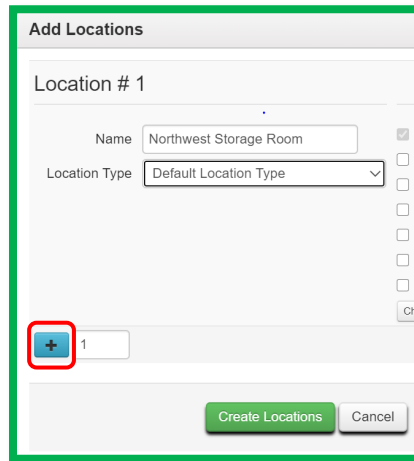 Add Locations
Location # 1
Name Northwest Storage Room
Location Type Default Location Type
+ 1
Create Locations Cancel